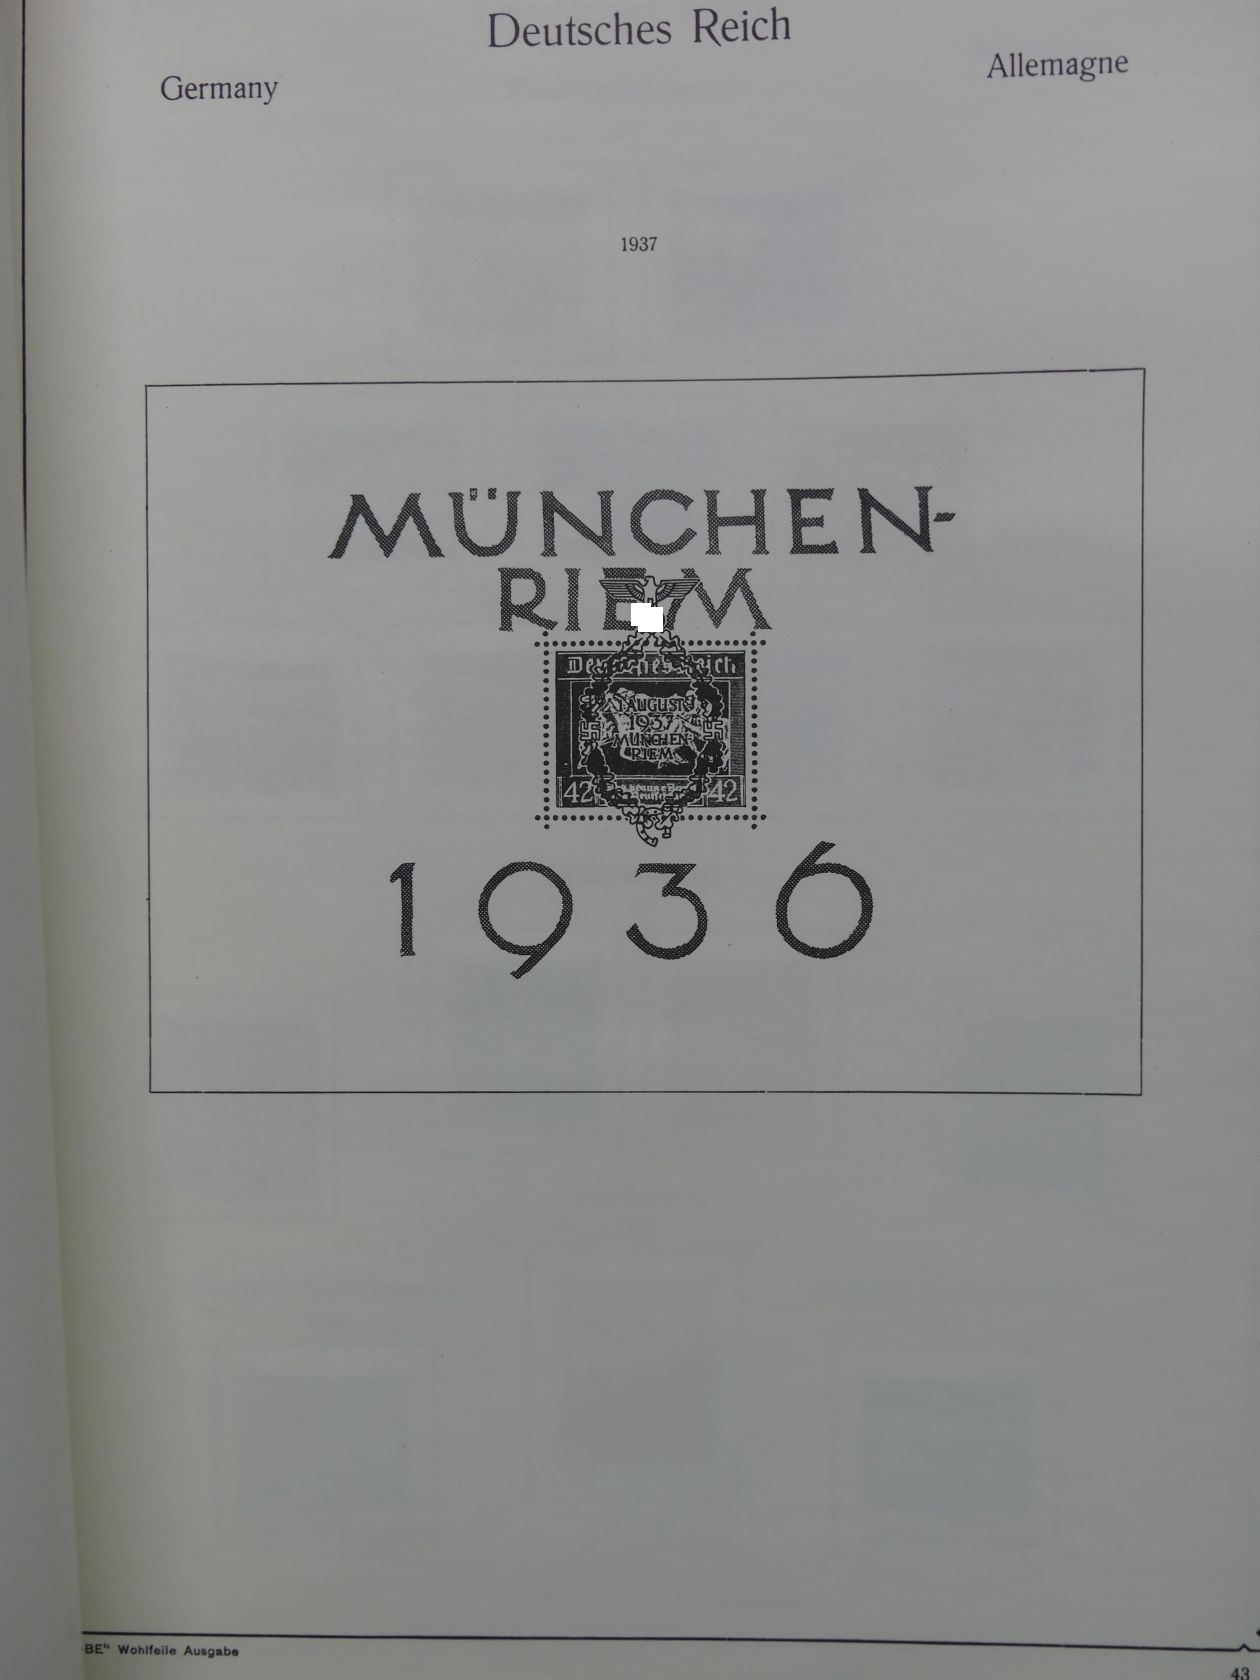 Deutsches Reich
Germany
Allemagne
1937
MÜNCHEN-
RIEM
Deutsches Reich
1. AUGUST
1937
MÜNCHEN-
RIEM
42
42
1936
BE" Wohlfeile Ausgabe
43